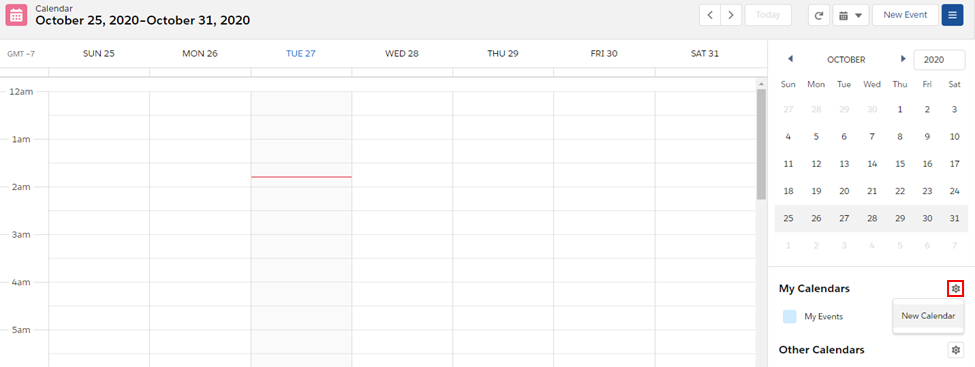 Calendar
October 25, 2020–October 31, 2020
Today
New Event
GMT −7
SUN 25
MON 26
TUE 27
WED 28
THU 29
FRI 30
SAT 31
12am
1am
2am
3am
4am
5am
OCTOBER
2020
Sun Mon Tue Wed Thu Fri Sat
27 28 29 30 1 2 3
4 5 6 7 8 9 10
11 12 13 14 15 16 17
18 19 20 21 22 23 24
25 26 27 28 29 30 31
1 2 3 4 5 6 7
My Calendars
My Events
New Calendar
Other Calendars